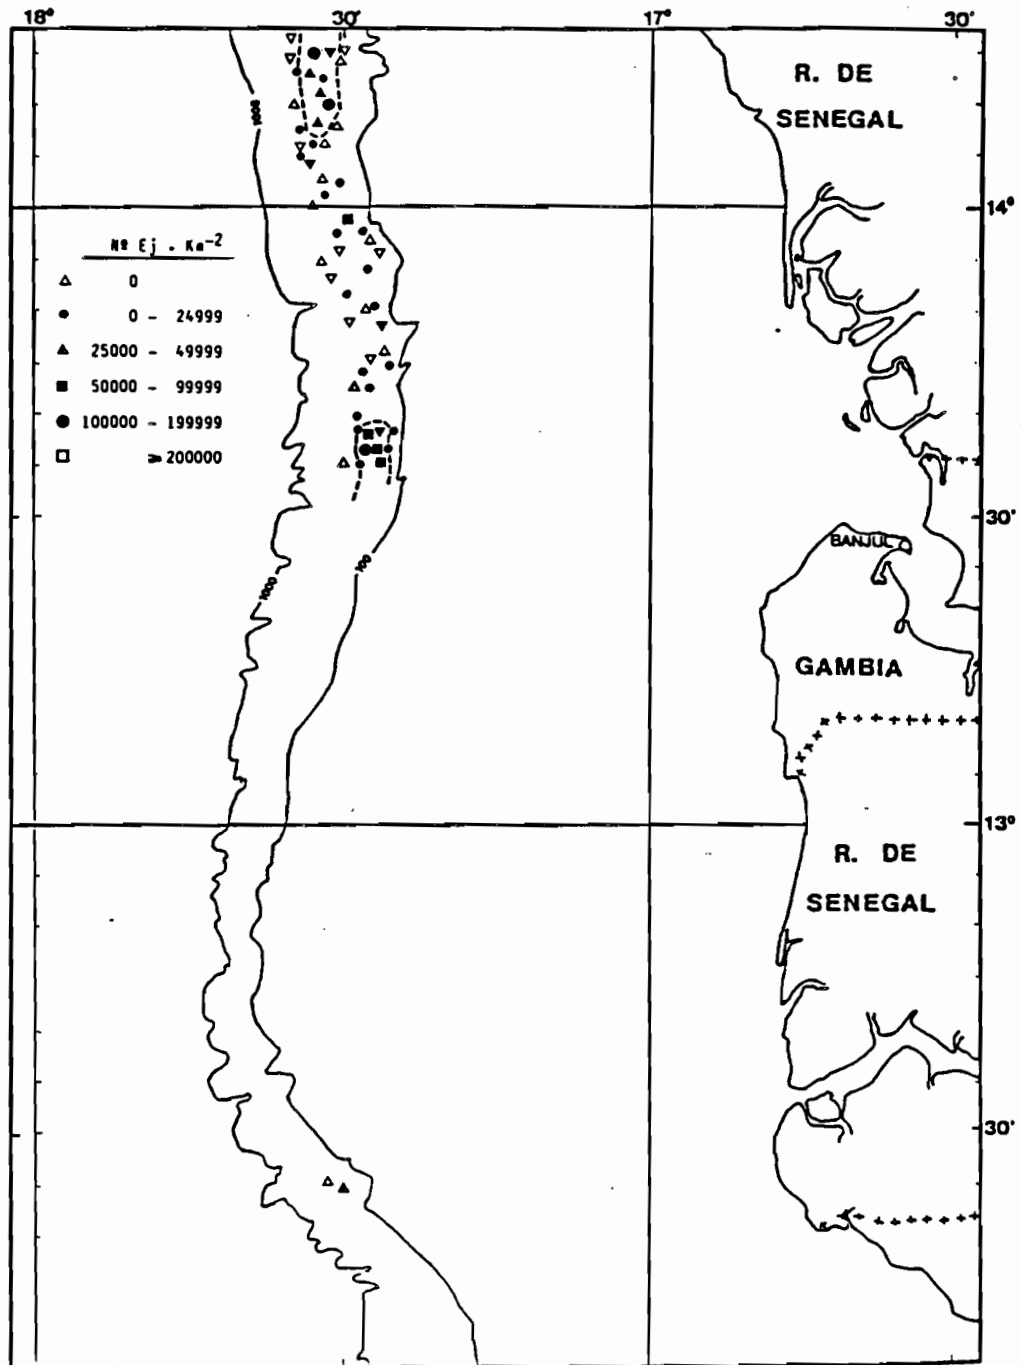 18° 30' 17° 30'
R. DE
SENEGAL
1000
14°
Nº Ej . Km-2
0
0 - 24999
25000 - 49999
50000 - 99999
100000 - 199999
≥200000
30'
BANJUL
100
1000
GAMBIA
13°
R. DE
SENEGAL
30'